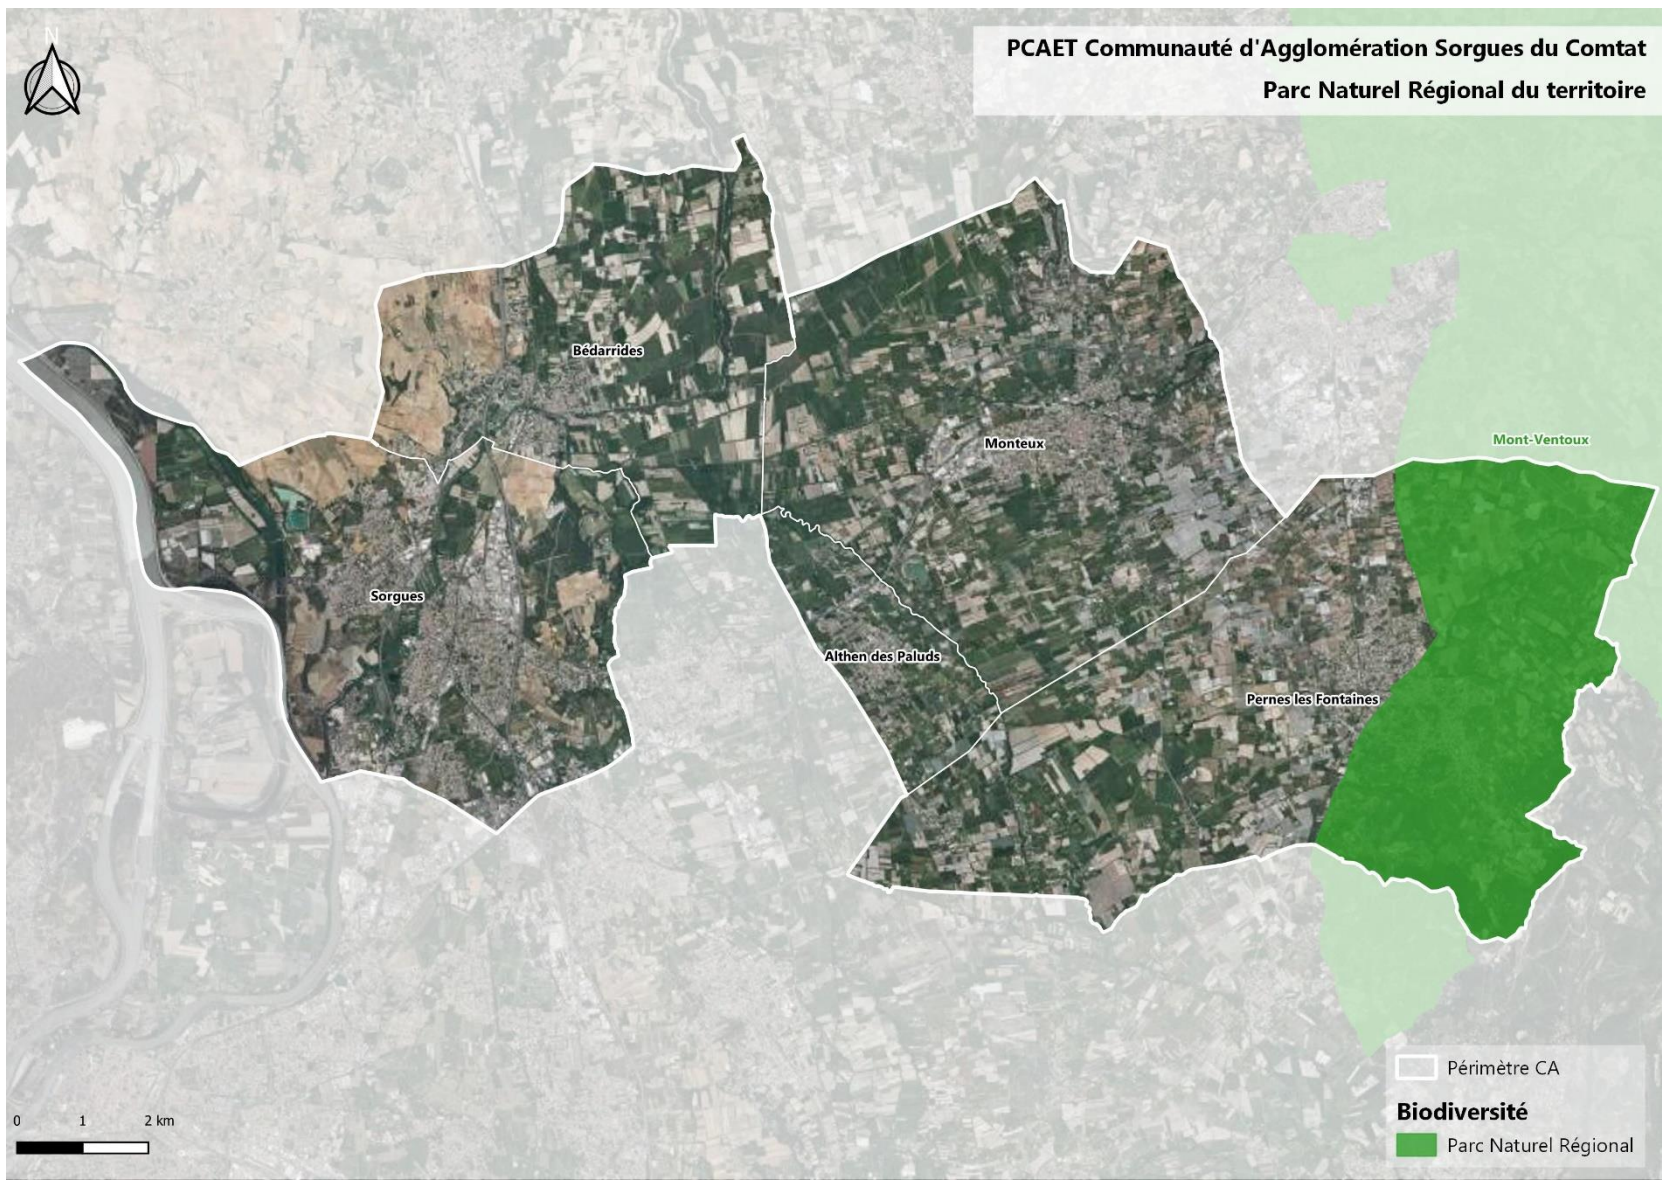 N
PCAET Communauté d'Agglomération Sorgues du Comtat
Parc Naturel Régional du territoire
Bédarrides
Monteux
Mont-Ventoux
Sorgues
Althen des Paluds
Pernes les Fontaines
Périmètre CA
Biodiversité
Parc Naturel Régional
0 1 2 km